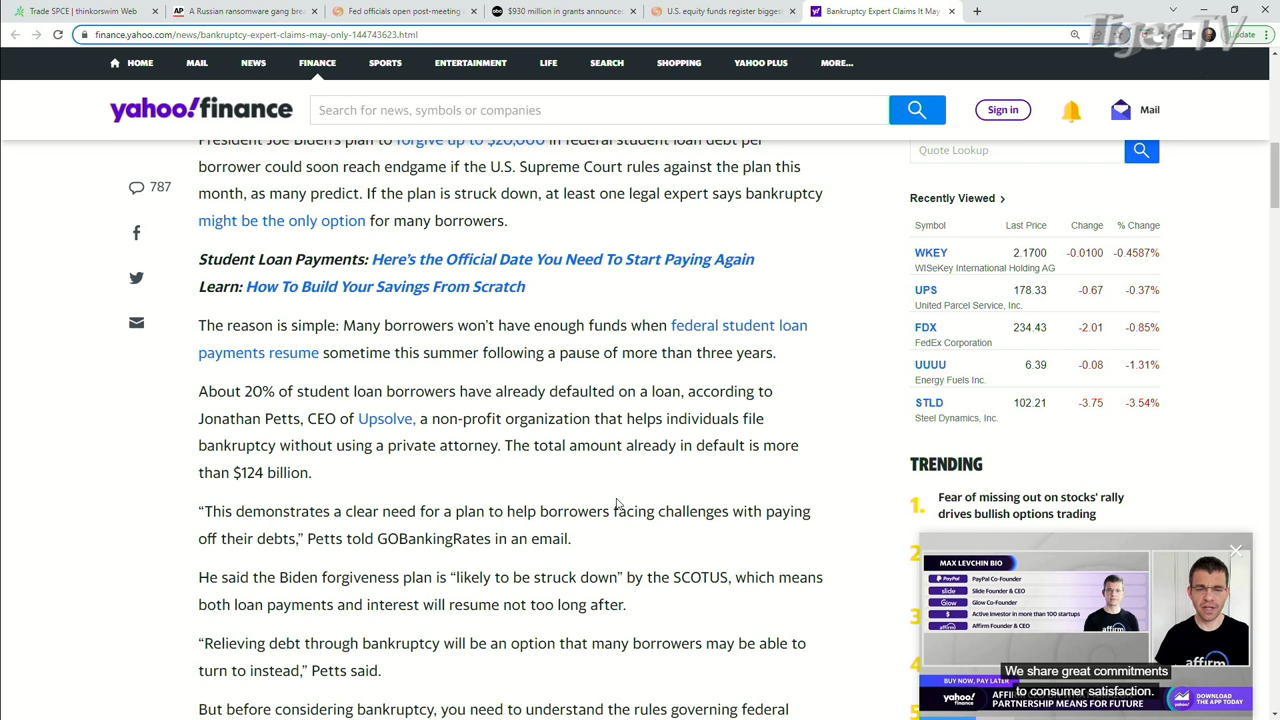 Trade SPCE | thinkorswim Web
A Russian ransomware gang brea
Fed officials open post-meeting
$930 million in grants announce
U.S. equity funds register bigges
Bankruptcy Expert Claims It May
Tiger TV
finance.yahoo.com/news/bankruptcy-expert-claims-may-only-144743623.html
Update
HOME MAIL NEWS FINANCE SPORTS ENTERTAINMENT LIFE SEARCH SHOPPING YAHOO PLUS MORE...
yahoo!finance
Search for news, symbols or companies
Sign in
Mail
President Joe Biden's plan to forgive up to $20,000 in federal student loan debt per
borrower could soon reach endgame if the U.S. Supreme Court rules against the plan this
month, as many predict. If the plan is struck down, at least one legal expert says bankruptcy
might be the only option for many borrowers.
787
Student Loan Payments: Here's the Official Date You Need To Start Paying Again
Learn: How To Build Your Savings From Scratch
The reason is simple: Many borrowers won't have enough funds when federal student loan
payments resume sometime this summer following a pause of more than three years.
About 20% of student loan borrowers have already defaulted on a loan, according to
Jonathan Petts, CEO of Upsolve, a non-profit organization that helps individuals file
bankruptcy without using a private attorney. The total amount already in default is more
than $124 billion.
“This demonstrates a clear need for a plan to help borrowers facing challenges with paying
off their debts,” Petts told GOBankingRates in an email.
He said the Biden forgiveness plan is “likely to be struck down” by the SCOTUS, which means
both loan payments and interest will resume not too long after.
“Relieving debt through bankruptcy will be an option that many borrowers may be able to
turn to instead,” Petts said.
But before considering bankruptcy, you need to understand the rules governing federal
Quote Lookup
Recently Viewed
Symbol Last Price Change % Change
WKEY 2.1700 -0.0100 -0.4587%
WISeKey International Holding AG
UPS 178.33 -0.67 -0.37%
United Parcel Service, Inc.
FDX 234.43 -2.01 -0.85%
FedEx Corporation
UUUU 6.39 -0.08 -1.31%
Energy Fuels Inc.
STLD 102.21 -3.75 -3.54%
Steel Dynamics, Inc.
TRENDING
1. Fear of missing out on stocks' rally
drives bullish options trading
2
3
4
5
MAX LEVCHIN BIO
PayPal PayPal Co-Founder
slide Slide Founder & CEO
Glow Glow Co-Founder
$ Active Investor in more than 100 startups
affirm Affirm Founder & CEO
affirm
affirm
We share great commitments
to consumer satisfaction.
BUY NOW, PAY LATER
yahoo!
finance
PARTNERSHIP MEANS FOR FUTURE
DOWNLOAD
THE APP TODAY